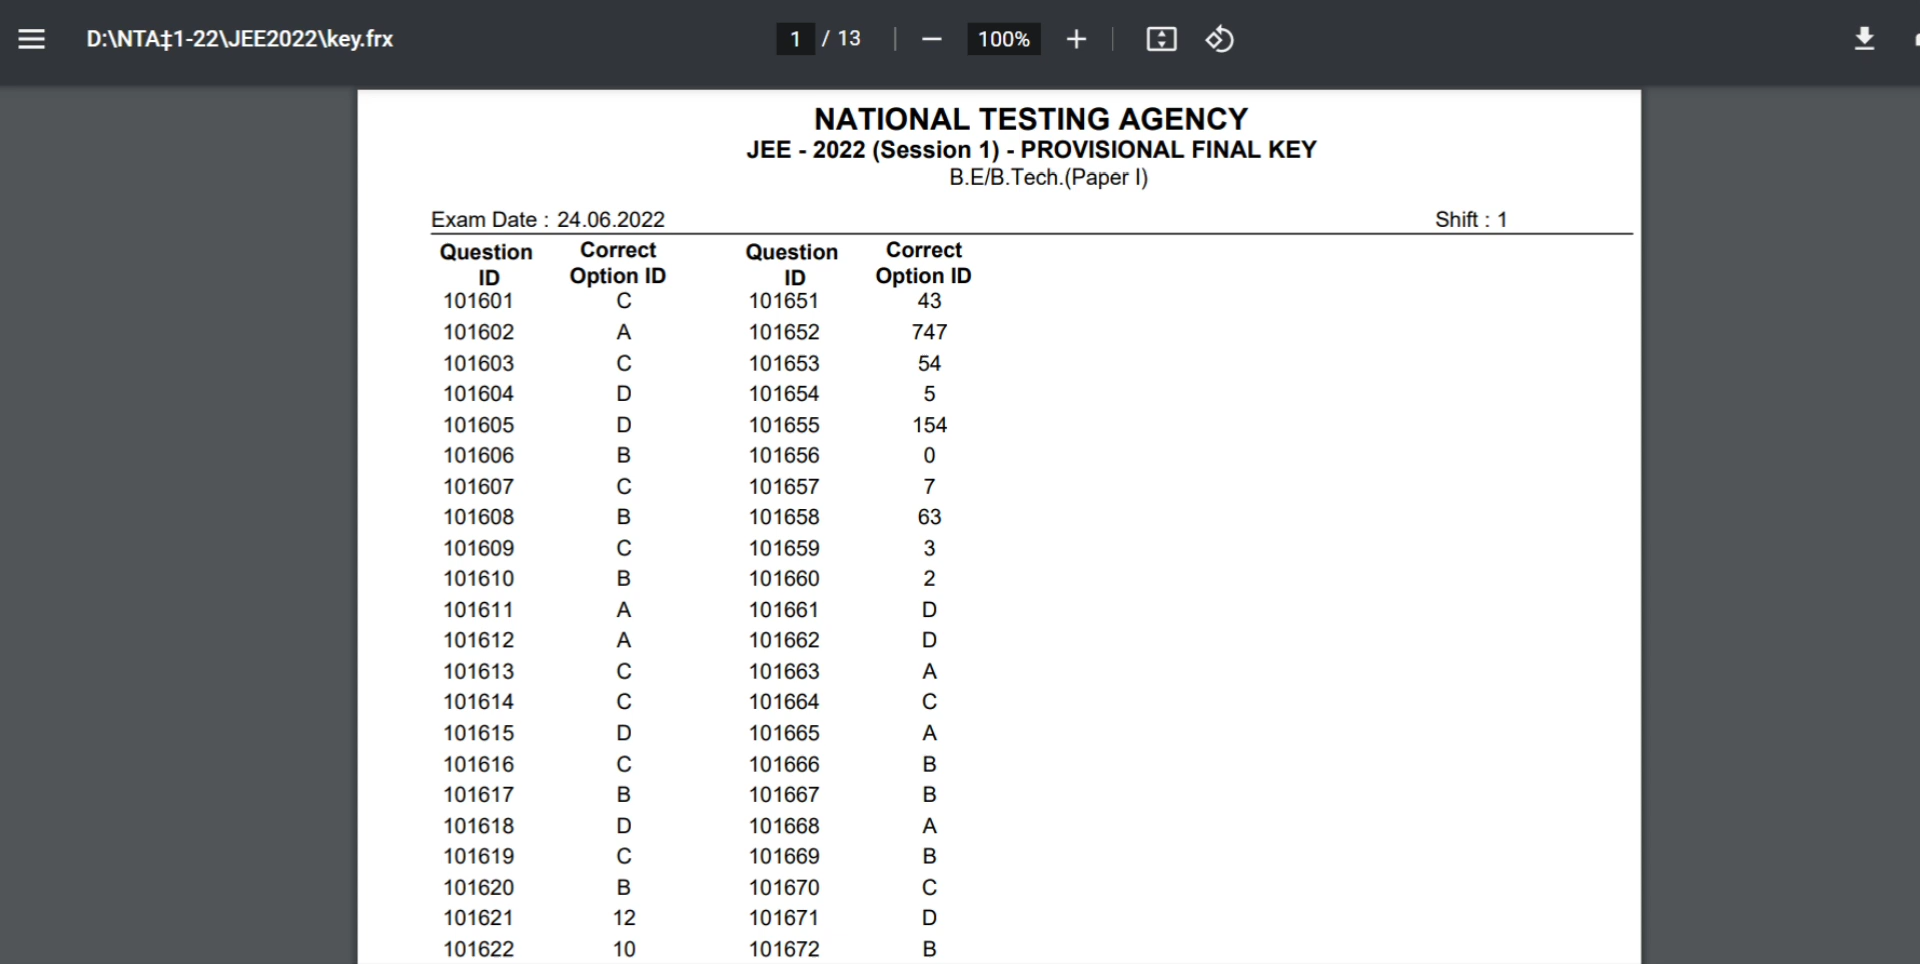 D:\NTA‡1-22\JEE2022\key.frx 1 / 13 100%
NATIONAL TESTING AGENCY
JEE - 2022 (Session 1) - PROVISIONAL FINAL KEY
B.E/B.Tech.(Paper I)
Exam Date : 24.06.2022 Shift : 1
Question Correct Question Correct
ID Option ID ID Option ID
101601 C 101651 43
101602 A 101652 747
101603 C 101653 54
101604 D 101654 5
101605 D 101655 154
101606 B 101656 0
101607 C 101657 7
101608 B 101658 63
101609 C 101659 3
101610 B 101660 2
101611 A 101661 D
101612 A 101662 D
101613 C 101663 A
101614 C 101664 C
101615 D 101665 A
101616 C 101666 B
101617 B 101667 B
101618 D 101668 A
101619 C 101669 B
101620 B 101670 C
101621 12 101671 D
101622 10 101672 B